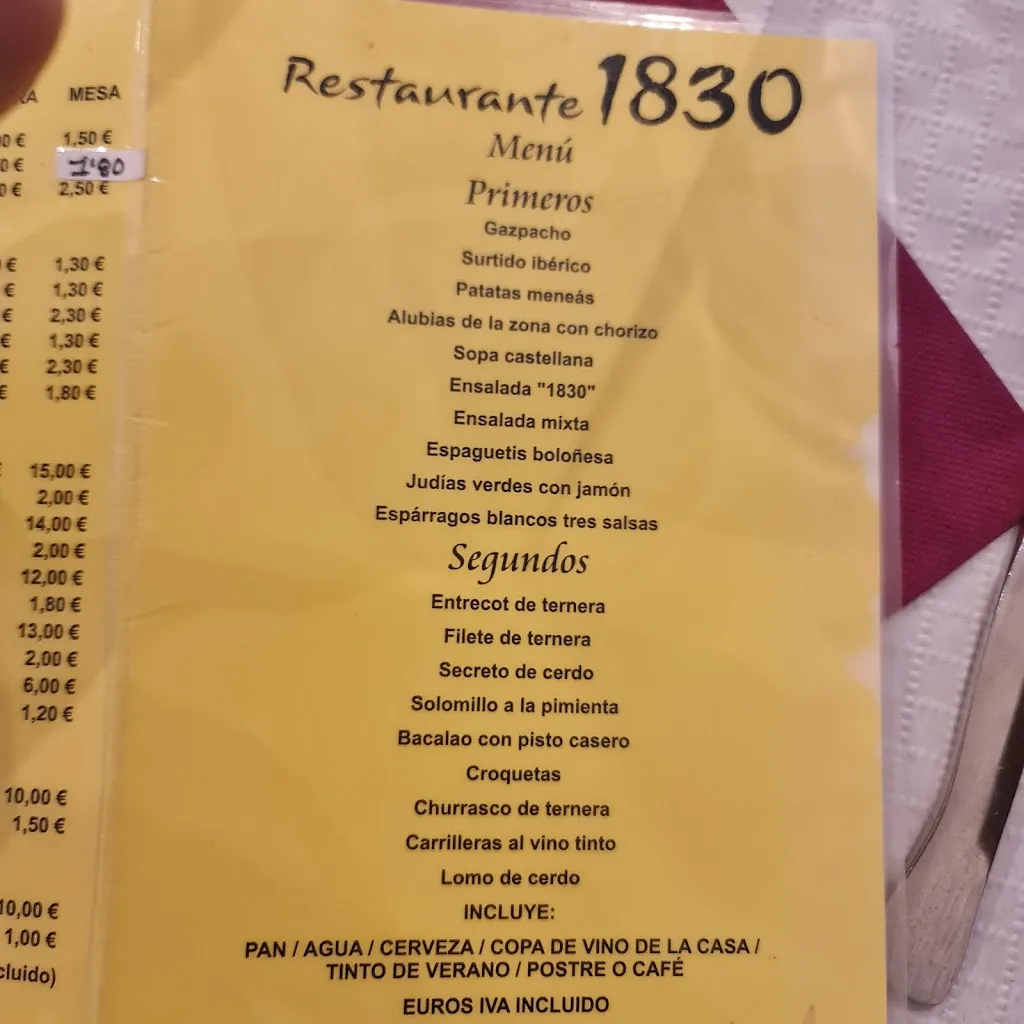 MESA
1,50 €
1'80
2,50 €
1,30 €
1,30 €
2,30 €
1,30 €
2,30 €
1,80 €
15,00 €
2,00 €
14,00 €
2,00 €
12,00 €
1,80 €
13,00 €
2,00 €
6,00 €
1,20 €
10,00 €
1,50 €
10,00 €
1,00 €
cluido)
Restaurante 1830
Menú
Primeros
Gazpacho
Surtido ibérico
Patatas meneás
Alubias de la zona con chorizo
Sopa castellana
Ensalada "1830"
Ensalada mixta
Espaguetis boloñesa
Judías verdes con jamón
Espárragos blancos tres salsas
Segundos
Entrecot de ternera
Filete de ternera
Secreto de cerdo
Solomillo a la pimienta
Bacalao con pisto casero
Croquetas
Churrasco de ternera
Carrilleras al vino tinto
Lomo de cerdo
INCLUYE:
PAN / AGUA / CERVEZA / COPA DE VINO DE LA CASA /
TINTO DE VERANO / POSTRE O CAFÉ
EUROS IVA INCLUIDO